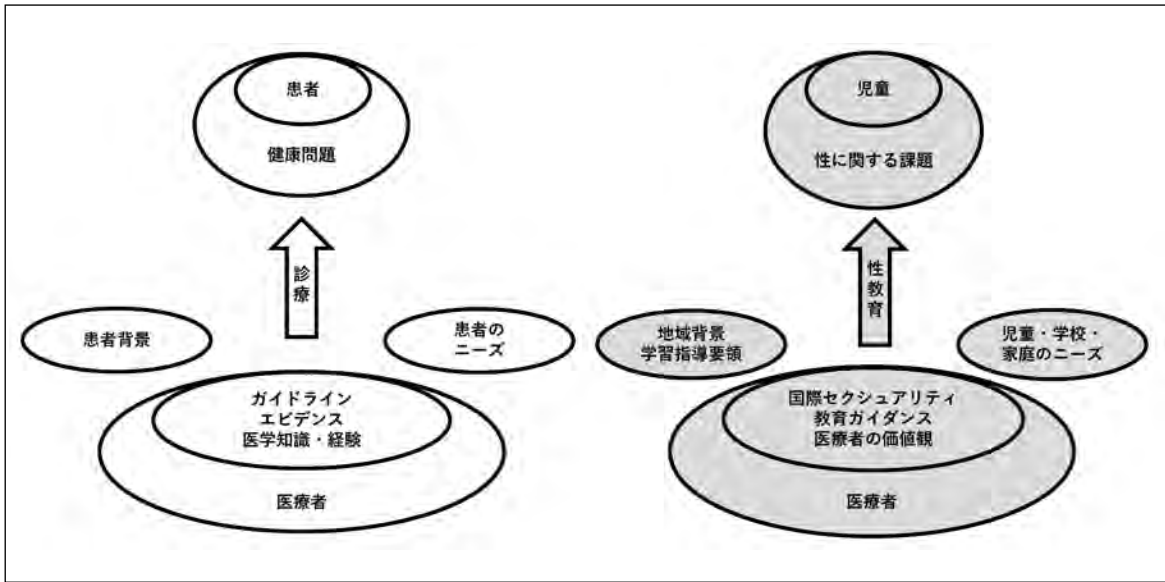 患者
健康問題
診療
患者背景
患者の
ニーズ
ガイドライン
エビデンス
医学知識・経験
医療者
児童
性に関する課題
性教育
地域背景
学習指導要領
児童・学校・
家庭のニーズ
国際セクシュアリティ
教育ガイダンス
医療者の価値観
医療者